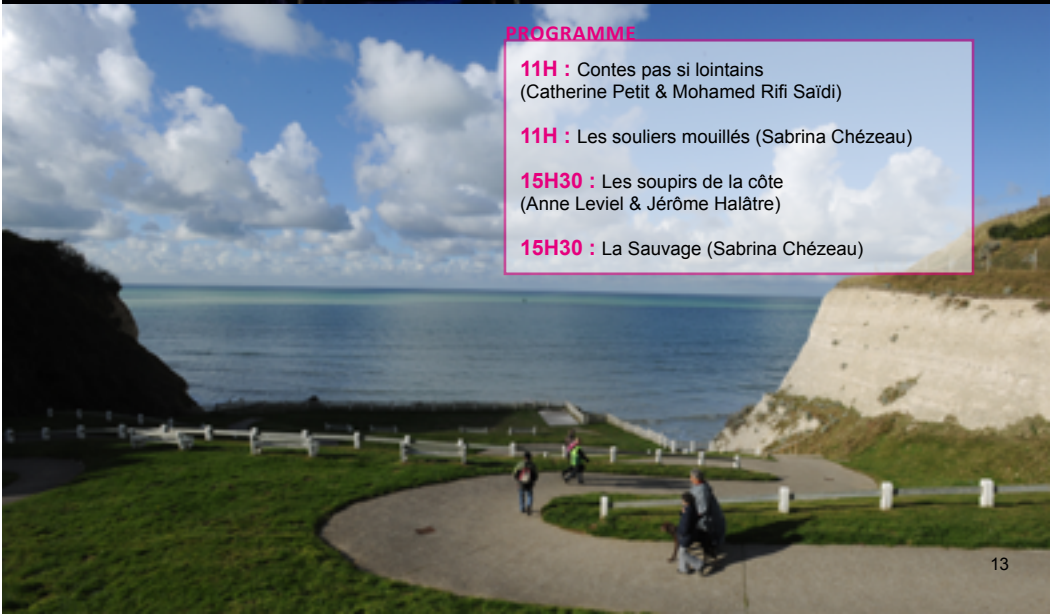 PROGRAMME
11H : Contes pas si lointains
(Catherine Petit & Mohamed Rifi Saïdi)
11H : Les souliers mouillés (Sabrina Chézeau)
15H30 : Les soupirs de la côte
(Anne Leviel & Jérôme Halâtre)
15H30 : La Sauvage (Sabrina Chézeau)
13